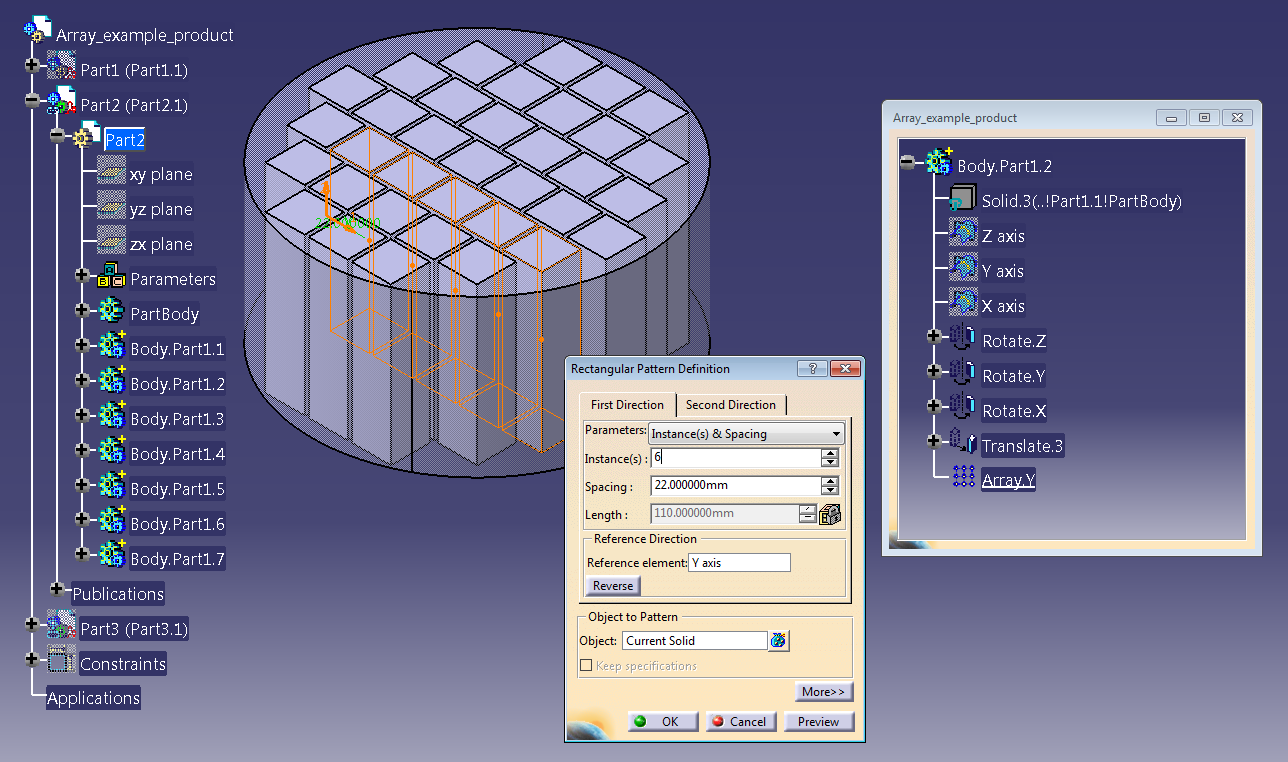 Array_example_product
Part1 (Part1.1)
Part2 (Part2.1)
Part2
xy plane
yz plane
zx plane
Parameters
PartBody
Body.Part1.1
Body.Part1.2
Body.Part1.3
Body.Part1.4
Body.Part1.5
Body.Part1.6
Body.Part1.7
Publications
Part3 (Part3.1)
Constraints
Applications
Rectangular Pattern Definition
First Direction
Second Direction
Parameters: Instance(s) & Spacing
Instance(s) : 6
Spacing : 22.000000mm
Length : 110.000000mm
Reference Direction
Reference element: Y axis
Reverse
Object to Pattern
Object: Current Solid
Keep specifications
More>>
OK
Cancel
Preview
Array_example_product
Body.Part1.2
Solid.3(..!Part1.1!PartBody)
Z axis
Y axis
X axis
Rotate.Z
Rotate.Y
Rotate.X
Translate.3
Array.Y